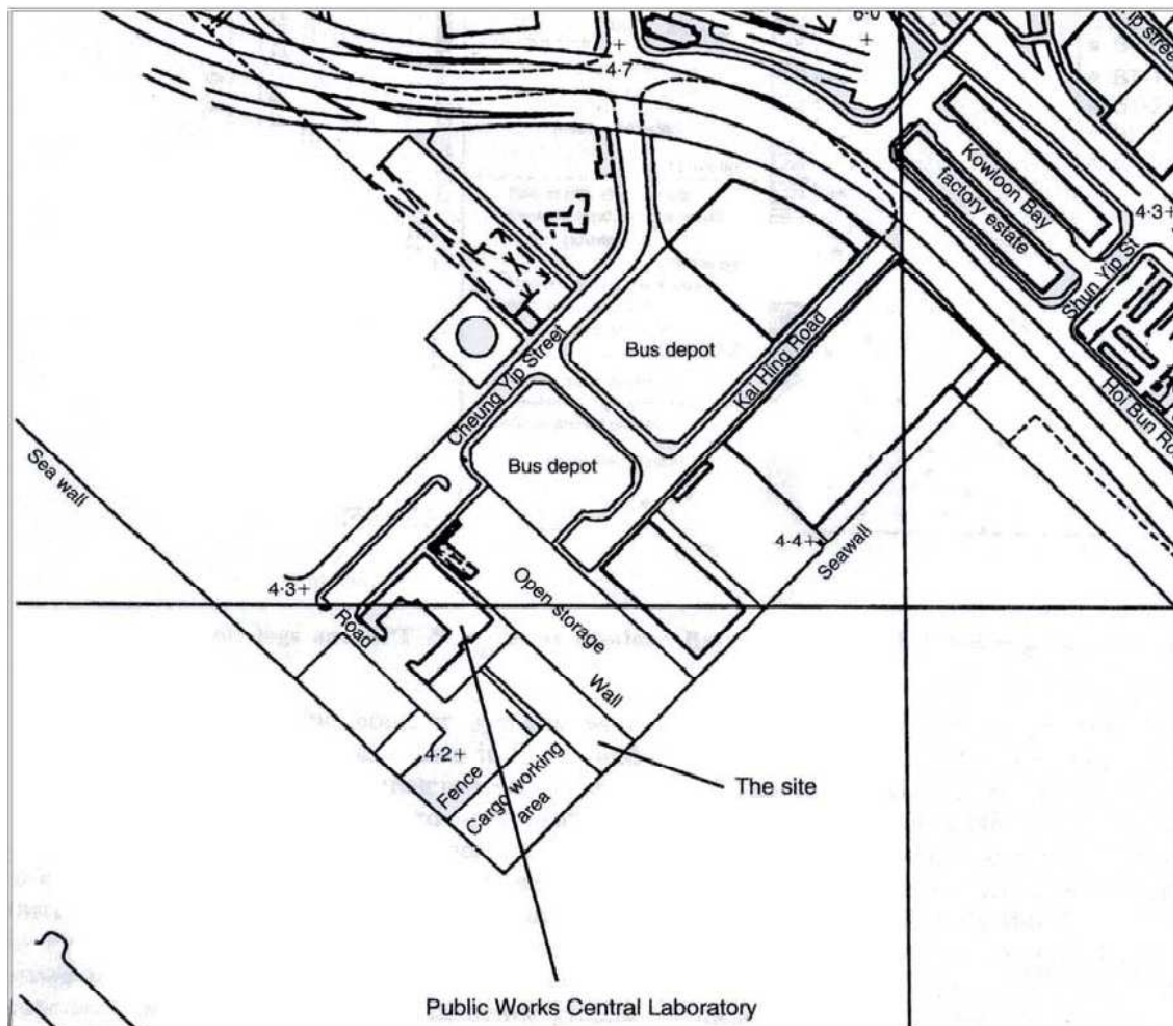 6·0
4·7
Kowloon Bay
factory estate
4·3+
Shun Yip St
Hoi Bun Ro
Bus depot
Kai Hing Road
Cheung Yip Street
Bus depot
Sea wall
4·4+
Seawall
4·3+
Road
Open storage
Wall
4·2+
Fence
Cargo working
area
The site
Public Works Central Laboratory